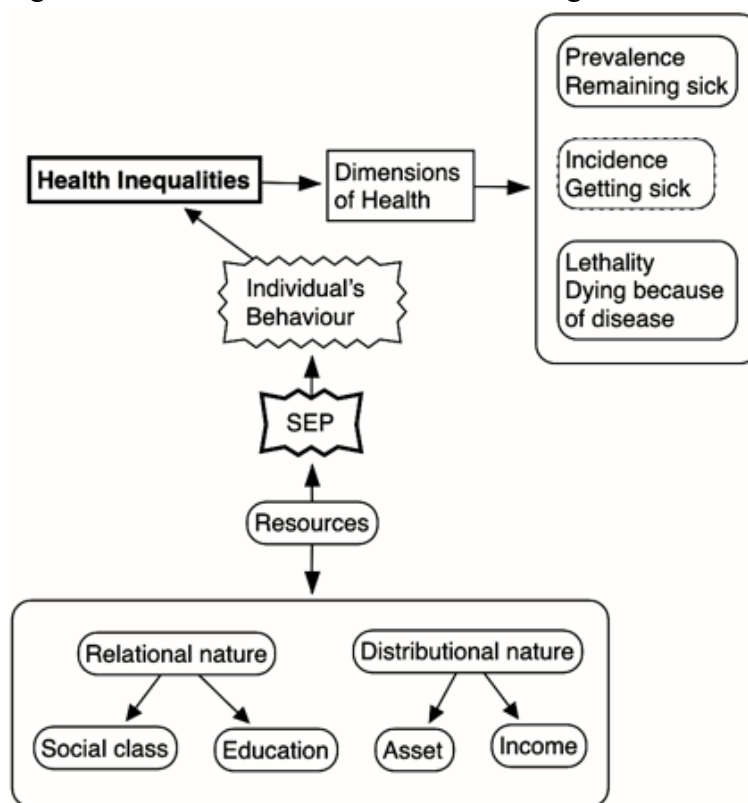 Prevalence
Remaining sick
Health Inequalities
Dimensions
of Health
Incidence
Getting sick
Lethality
Dying because
of disease
Individual's
Behaviour
SEP
Resources
Relational nature
Distributional nature
Social class
Education
Asset
Income